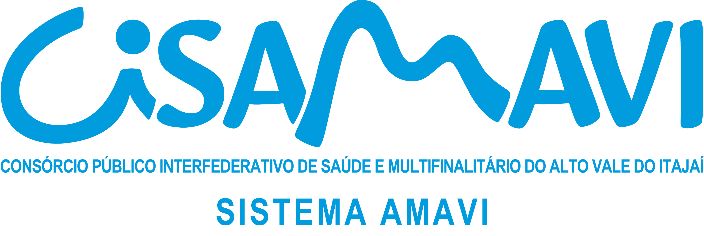 CISAMAVI
CONSÓRCIO PÚBLICO INTERFEDERATIVO DE SAÚDE E MULTIFINALITÁRIO DO ALTO VALE DO ITAJAÍ
SISTEMA AMAVI